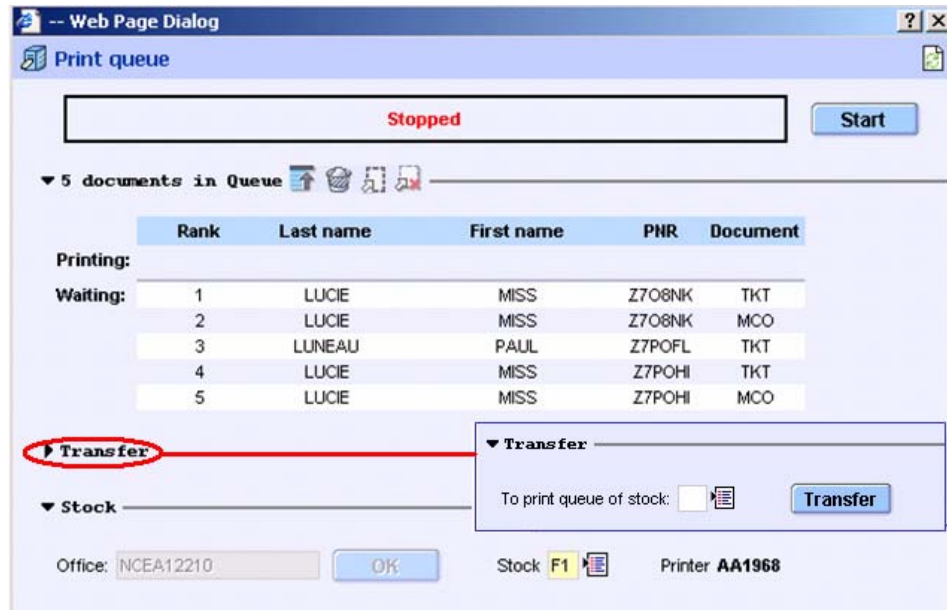 -- Web Page Dialog
Print queue
Stopped
Start
5 documents in Queue
Rank Last name First name PNR Document
Printing:
Waiting: 1 LUCIE MISS Z7O8NK TKT
2 LUCIE MISS Z7O8NK MCO
3 LUNEAU PAUL Z7POFL TKT
4 LUCIE MISS Z7POHI TKT
5 LUCIE MISS Z7POHI MCO
Transfer
Transfer
To print queue of stock: Transfer
Stock
Office: NCEA12210 OK Stock F1 Printer AA1968